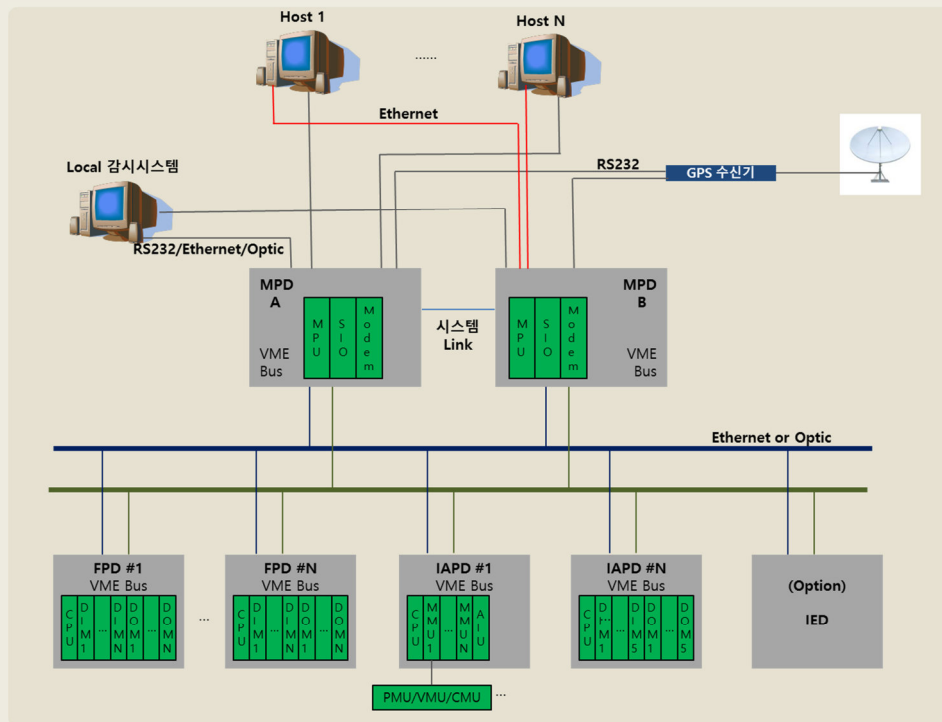 Host 1
Host N
......
Ethernet
Local 감시시스템
RS232
GPS 수신기
RS232/Ethernet/Optic
MPD
A
MPU
SIO
Modem
VME
Bus
시스템
Link
MPD
B
MPU
SIO
Modem
VME
Bus
Ethernet or Optic
FPD #1
VME Bus
CPU
DIM1
...
DIMN
DOM1
...
DOMN
...
FPD #N
VME Bus
CPU
DIM1
...
DIMN
DOM1
...
DOMN
IAPD #1
VME Bus
CPU
MMU1
...
MMUN
AIU
PMU/VMU/CMU
...
IAPD #N
VME Bus
CPU
DIM1
...
DIM5
DOM1
...
DOM5
(Option)
IED